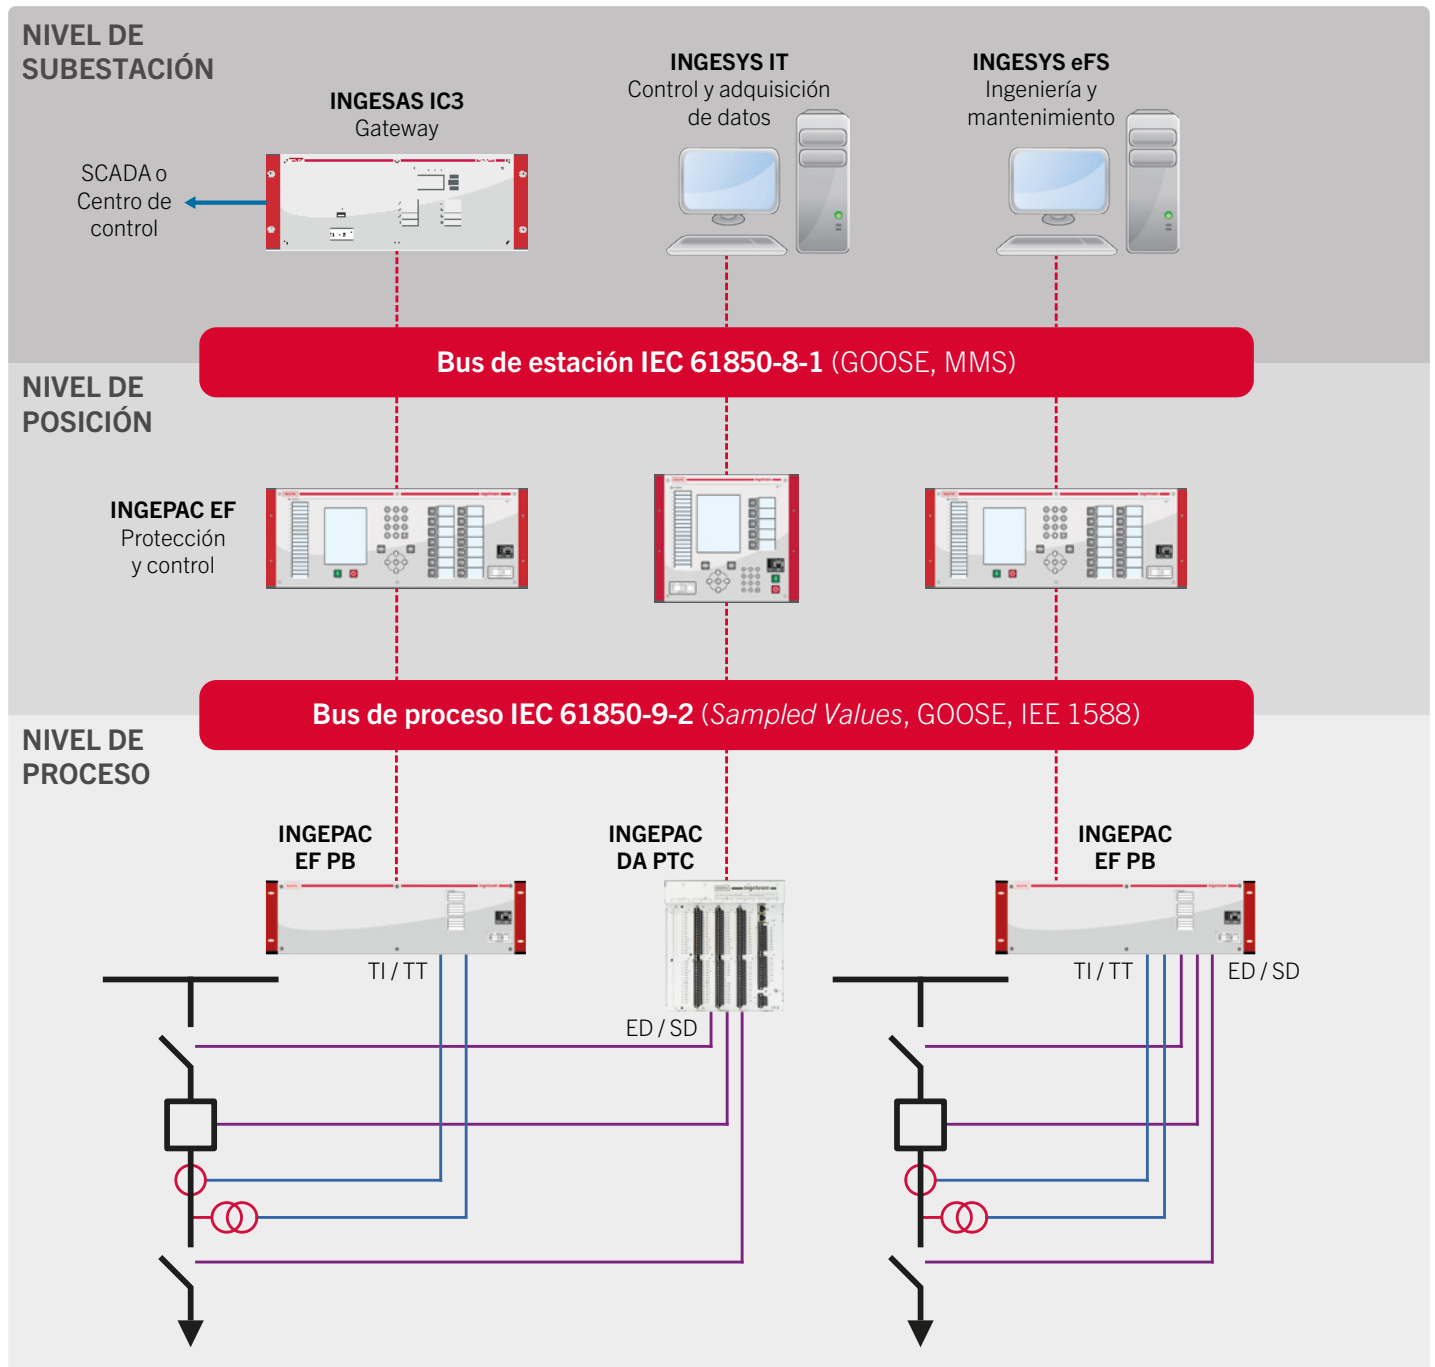 NIVEL DE
SUBESTACIÓN
INGESAS IC3
Gateway
INGESYS IT
Control y adquisición
de datos
INGESYS eFS
Ingeniería y
mantenimiento
SCADA o
Centro de
control
Bus de estación IEC 61850-8-1 (GOOSE, MMS)
NIVEL DE
POSICIÓN
INGEPAC EF
Protección
y control
Bus de proceso IEC 61850-9-2 (Sampled Values, GOOSE, IEE 1588)
NIVEL DE
PROCESO
INGEPAC
EF PB
INGEPAC
DA PTC
INGEPAC
EF PB
TI / TT
ED / SD
TI / TT
ED / SD